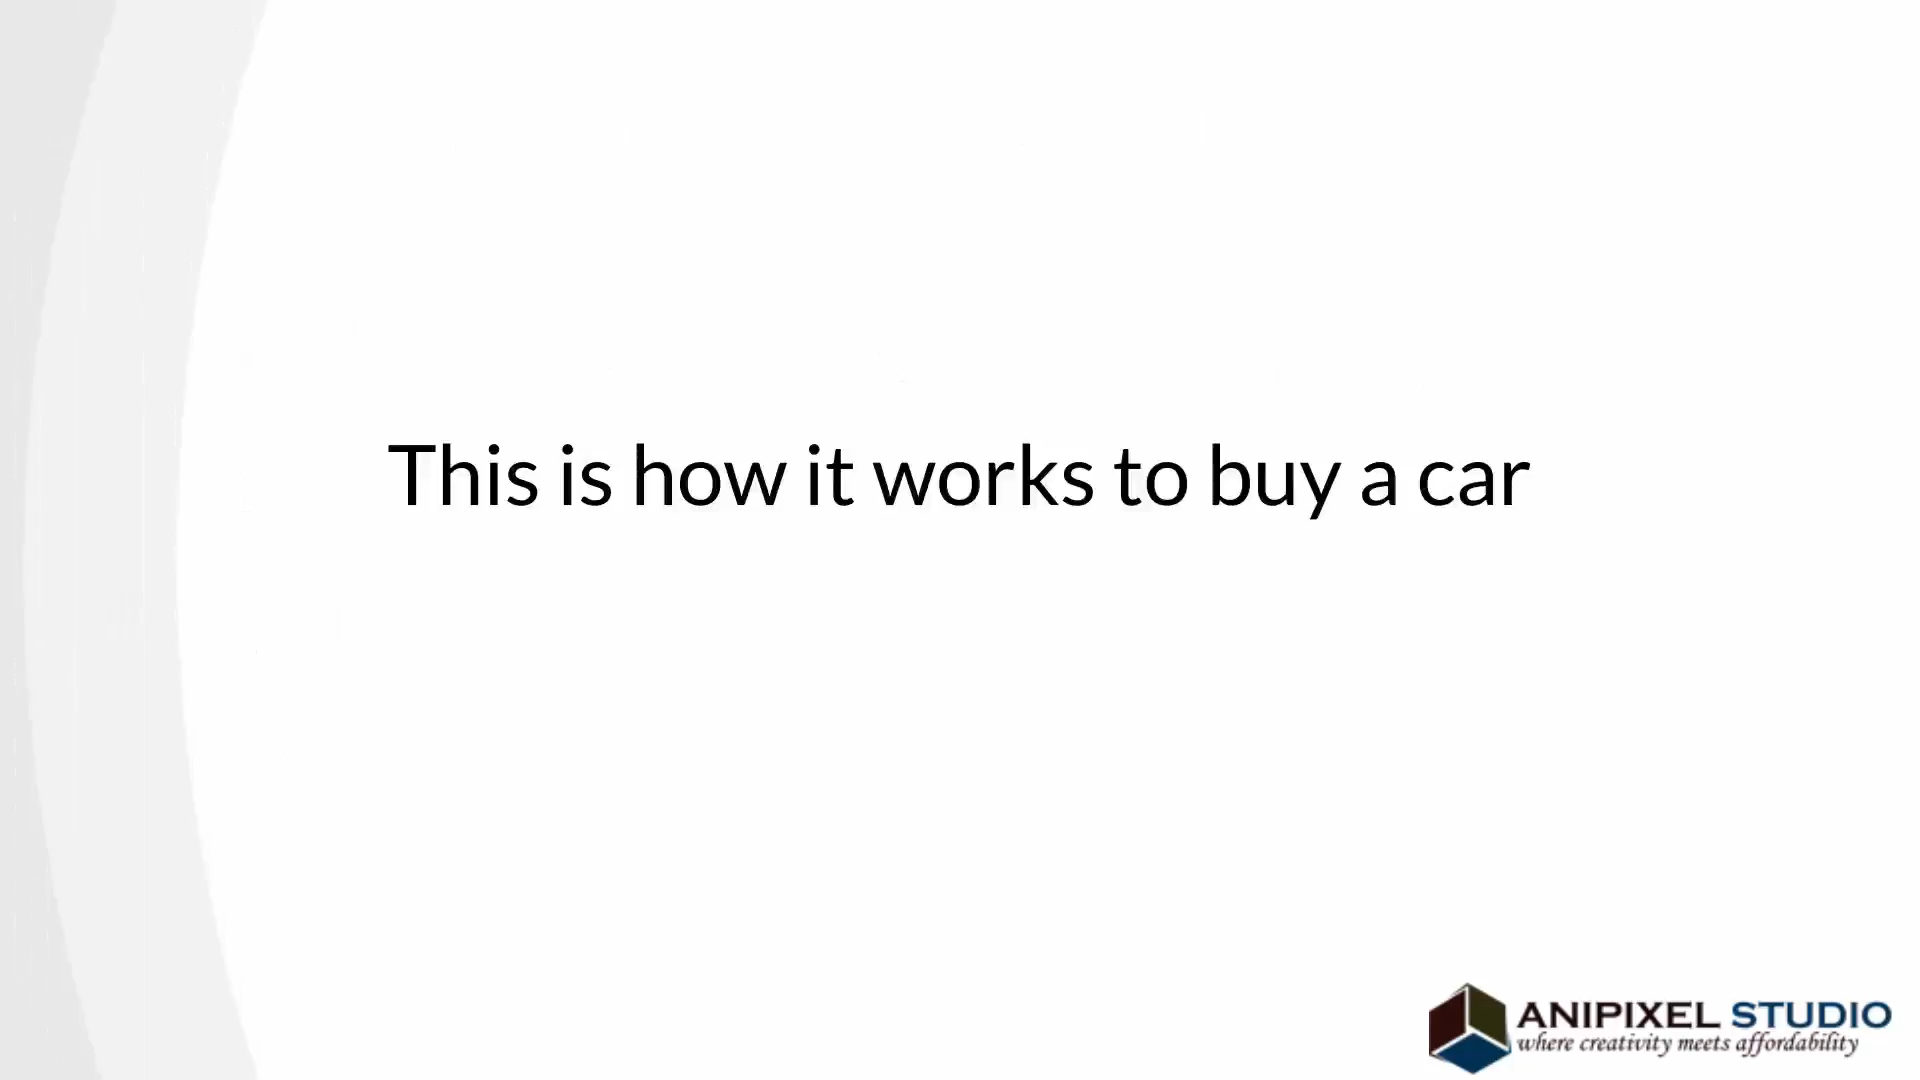 This is how it works to buy a car
ANIPIXEL STUDIO
where creativity meets affordability